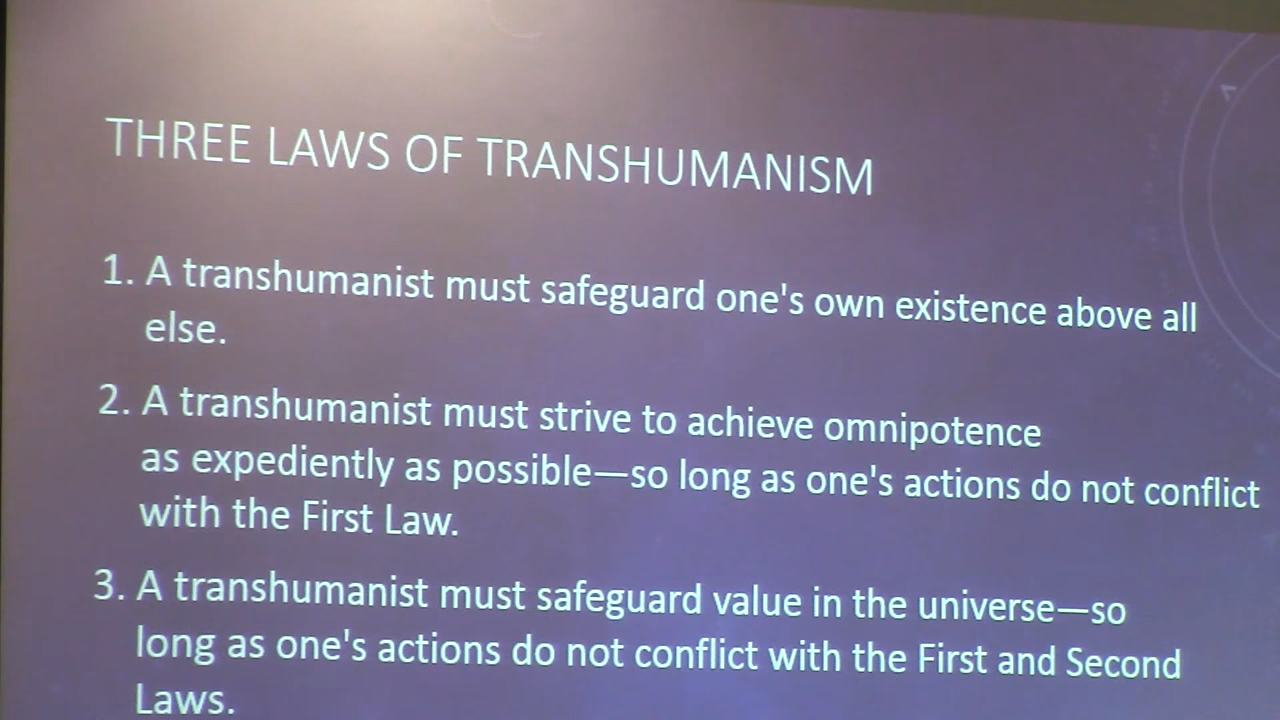 THREE LAWS OF TRANSHUMANISM
1. A transhumanist must safeguard one's own existence above all
else.
2. A transhumanist must strive to achieve omnipotence
as expediently as possible—so long as one's actions do not conflict
with the First Law.
3. A transhumanist must safeguard value in the universe—so
long as one's actions do not conflict with the First and Second
Laws.